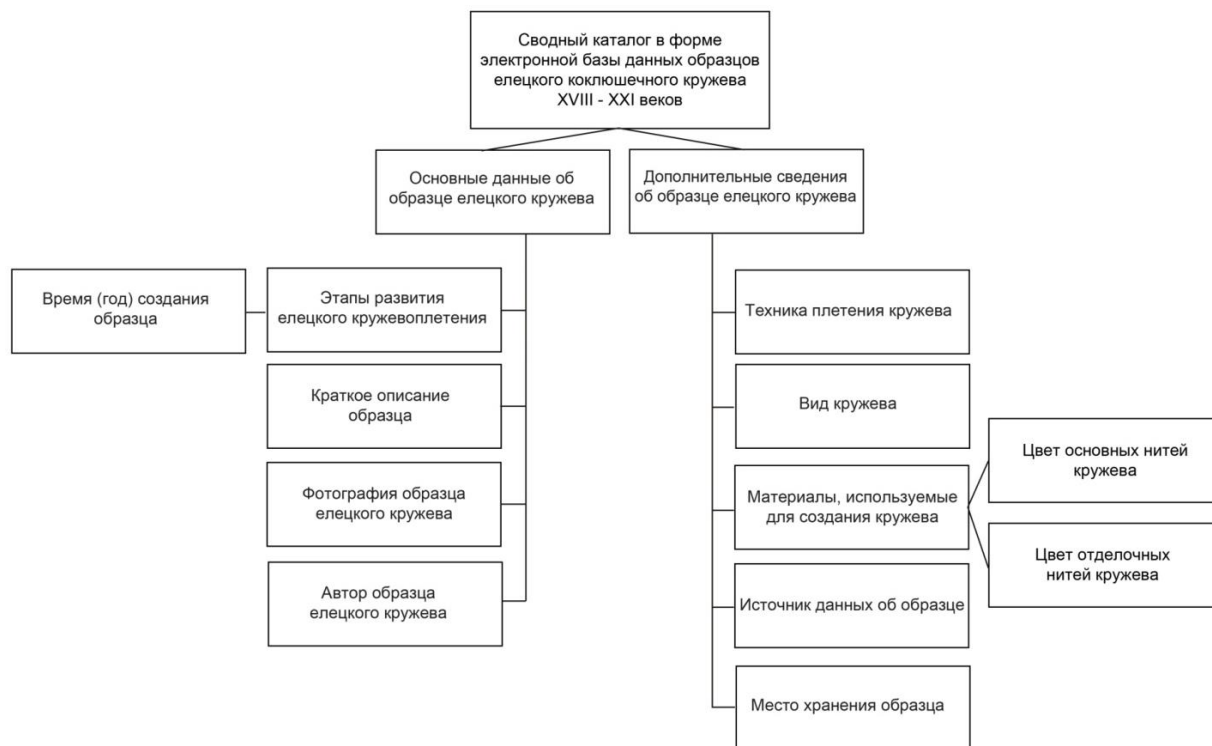 Сводный каталог в форме
электронной базы данных образцов
елецкого коклюшечного кружева
XVIII - XXI веков
Основные данные об
образце елецкого кружева
Дополнительные сведения
об образце елецкого кружева
Время (год) создания
образца
Этапы развития
елецкого кружевоплетения
Краткое описание
образца
Фотография образца
елецкого кружева
Автор образца
елецкого кружева
Техника плетения кружева
Вид кружева
Материалы, используемые
для создания кружева
Цвет основных нитей
кружева
Цвет отделочных
нитей кружева
Источник данных об образце
Место хранения образца